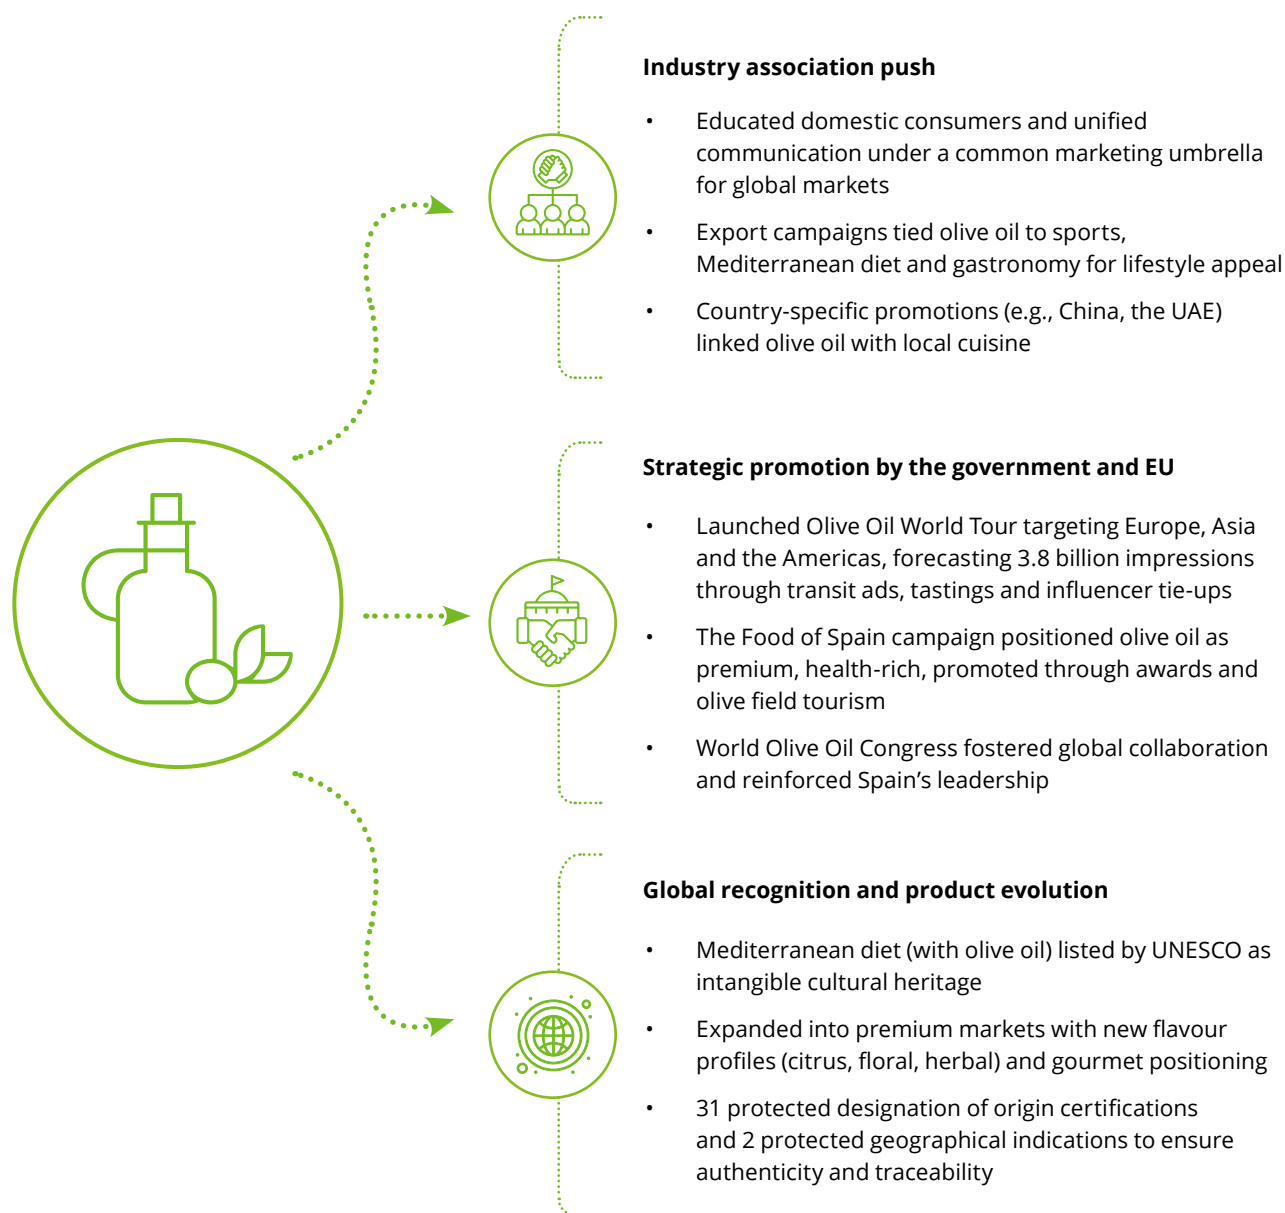 Industry association push
• Educated domestic consumers and unified
communication under a common marketing umbrella
for global markets
• Export campaigns tied olive oil to sports,
Mediterranean diet and gastronomy for lifestyle appeal
• Country-specific promotions (e.g., China, the UAE)
linked olive oil with local cuisine
Strategic promotion by the government and EU
• Launched Olive Oil World Tour targeting Europe, Asia
and the Americas, forecasting 3.8 billion impressions
through transit ads, tastings and influencer tie-ups
• The Food of Spain campaign positioned olive oil as
premium, health-rich, promoted through awards and
olive field tourism
• World Olive Oil Congress fostered global collaboration
and reinforced Spain’s leadership
Global recognition and product evolution
• Mediterranean diet (with olive oil) listed by UNESCO as
intangible cultural heritage
• Expanded into premium markets with new flavour
profiles (citrus, floral, herbal) and gourmet positioning
• 31 protected designation of origin certifications
and 2 protected geographical indications to ensure
authenticity and traceability